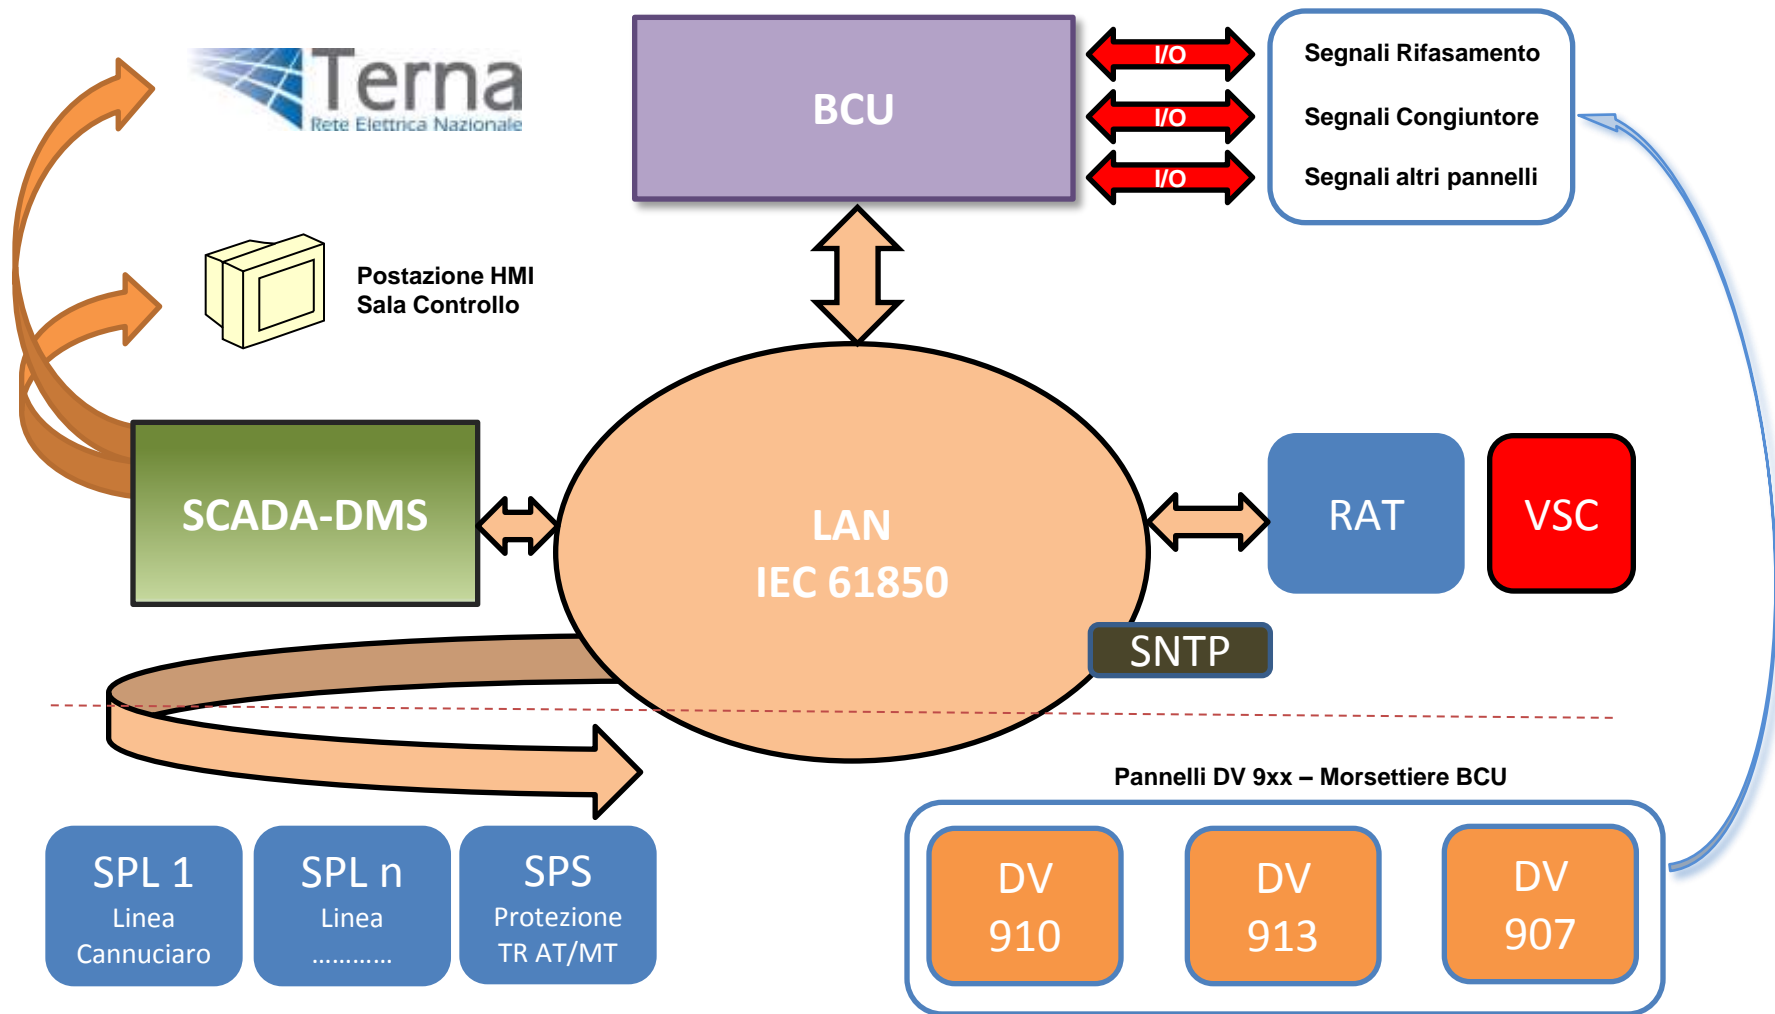 Terna
Rete Elettrica Nazionale
BCU
I/O
I/O
I/O
Segnali Rifasamento
Segnali Congiuntore
Segnali altri pannelli
Postazione HMI
Sala Controllo
SCADA-DMS
LAN
IEC 61850
RAT
VSC
SNTP
Pannelli DV 9xx – Morsettiere BCU
SPL 1
Linea
Cannuciaro
SPL n
Linea
…………
SPS
Protezione
TR AT/MT
DV
910
DV
913
DV
907